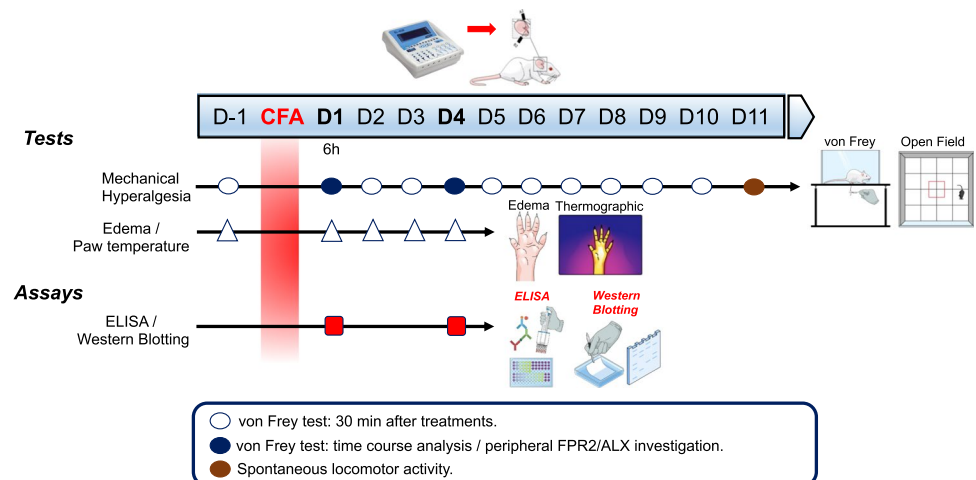 D-1 CFA D1 D2 D3 D4 D5 D6 D7 D8 D9 D10 D11
Tests
6h
von Frey
Open Field
Mechanical
Hyperalgesia
Edema
Thermographic
Edema /
Paw temperature
Assays
ELISA
Western
Blotting
ELISA /
Western Blotting
von Frey test: 30 min after treatments.
von Frey test: time course analysis / peripheral FPR2/ALX investigation.
Spontaneous locomotor activity.